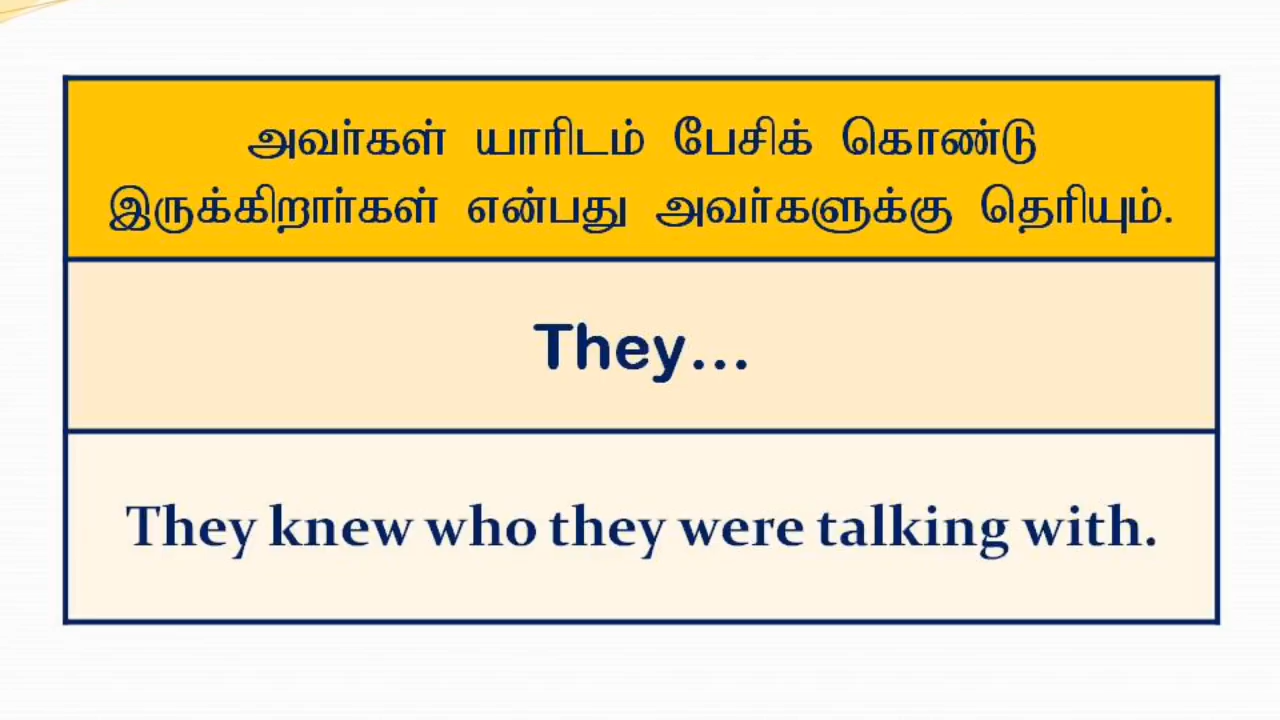 அவர்கள் யாரிடம் பேசிக் கொண்டு
இருக்கிறார்கள் என்பது அவர்களுக்கு தெரியும்.
They...
They knew who they were talking with.